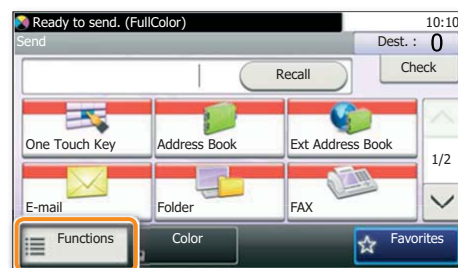 Ready to send. (FullColor) 10:10
Send Dest. : 0
Recall Check
One Touch Key Address Book Ext Address Book
1/2
E-mail Folder FAX
Functions Color Favorites